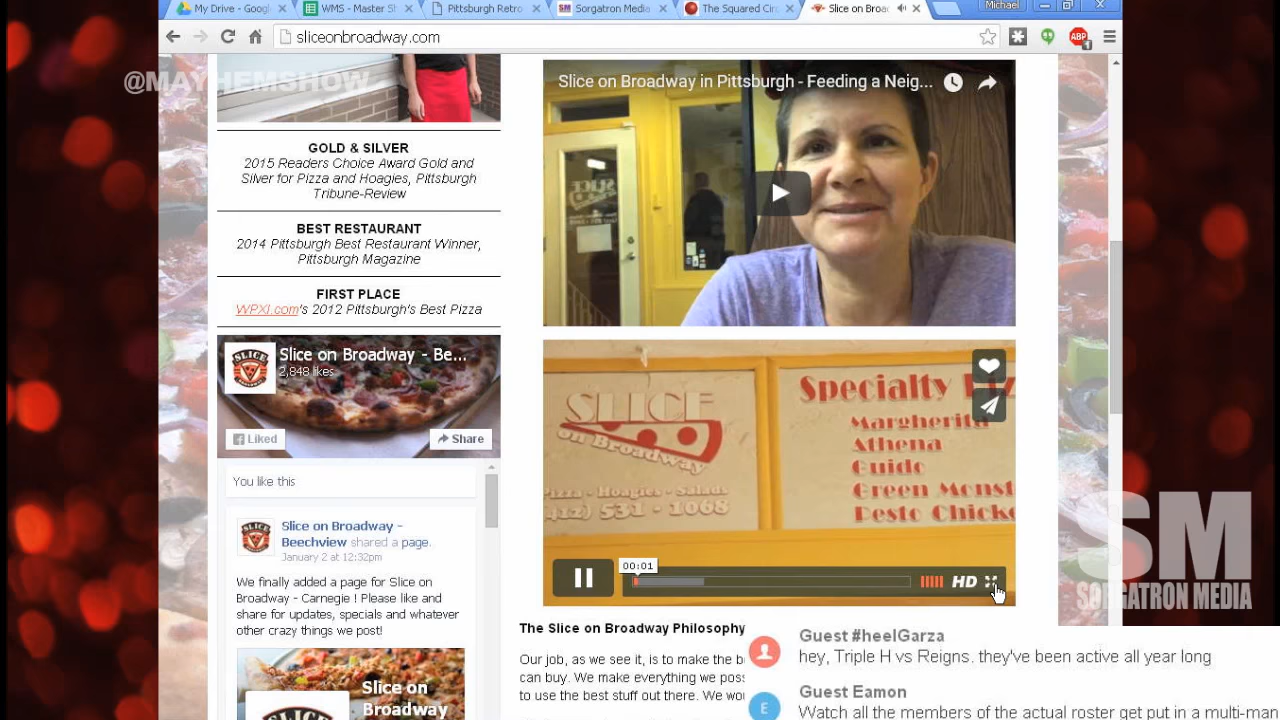 My Drive - Googl
WMS - Master Sh
Pittsburgh Retro
Sorgatron Media
The Squared Circ
Slice on Broad
Michael
sliceonbroadway.com
ABP
1
@MAYHEMSHOW
GOLD & SILVER
2015 Readers Choice Award Gold and
Silver for Pizza and Hoagies, Pittsburgh
Tribune-Review
BEST RESTAURANT
2014 Pittsburgh Best Restaurant Winner,
Pittsburgh Magazine
FIRST PLACE
WPXI.com's 2012 Pittsburgh's Best Pizza
SLICE
Slice on Broadway - Be...
2,848 likes
Liked
Share
You like this
Slice on Broadway -
Beechview shared a page.
January 2 at 12:32pm
We finally added a page for Slice on
Broadway - Carnegie ! Please like and
Share for updates, specials and whatever
other crazy things we post!
Slice on
Broadway
Slice on Broadway in Pittsburgh - Feeding a Neig...
SLICE
SLICE
on Broadway
Pizza · Hoagies · Salads
(412) 531 · 1068
Specialty Piz
Margherita
Athena
Guido
Green Monst
Pesto Chicke
00:01
HD
The Slice on Broadway Philosophy
Our job, as we see it, is to make the b
can buy. We make everything we poss
to use the best stuff out there. We wo
SM
SORGATRON MEDIA
Guest #heelGarza
hey, Triple H vs Reigns. they've been active all year long
E
Guest Eamon
Watch all the members of the actual roster get put in a multi-man